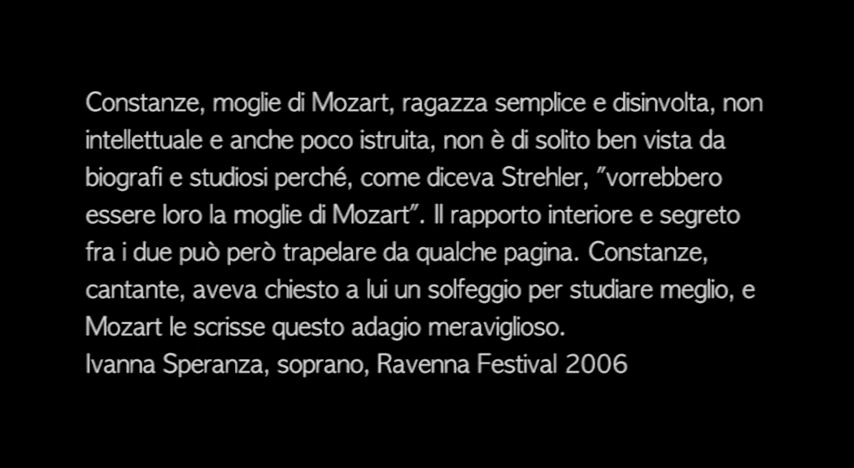 Constanze, moglie di Mozart, ragazza semplice e disinvolta, non
intellettuale e anche poco istruita, non è di solito ben vista da
biografi e studiosi perché, come diceva Strehler, "vorrebbero
essere loro la moglie di Mozart". Il rapporto interiore e segreto
fra i due può però trapelare da qualche pagina. Constanze,
cantante, aveva chiesto a lui un solfeggio per studiare meglio, e
Mozart le scrisse questo adagio meraviglioso.
Ivanna Speranza, soprano, Ravenna Festival 2006